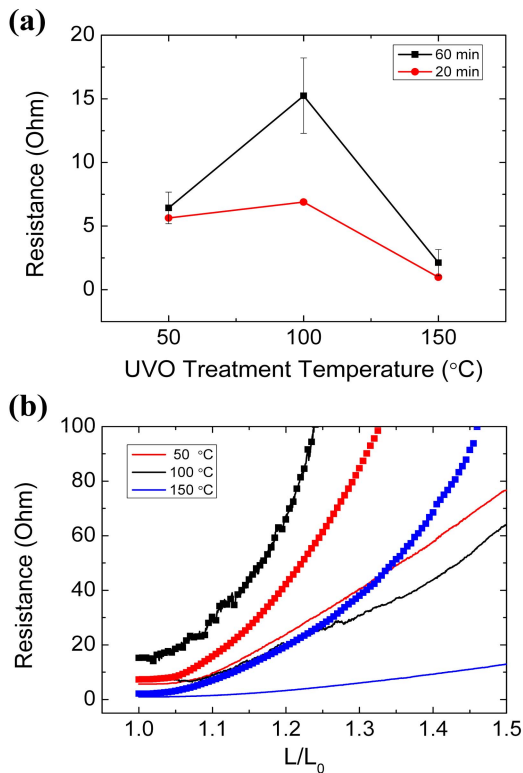 (a)
20
15
10
5
0
Resistance (Ohm)
60 min
20 min
50
100
150
UVO Treatment Temperature (°C)
(b)
100
80
60
40
20
0
Resistance (Ohm)
50 °C
100 °C
150 °C
1.0
1.1
1.2
1.3
1.4
1.5
L/L₀